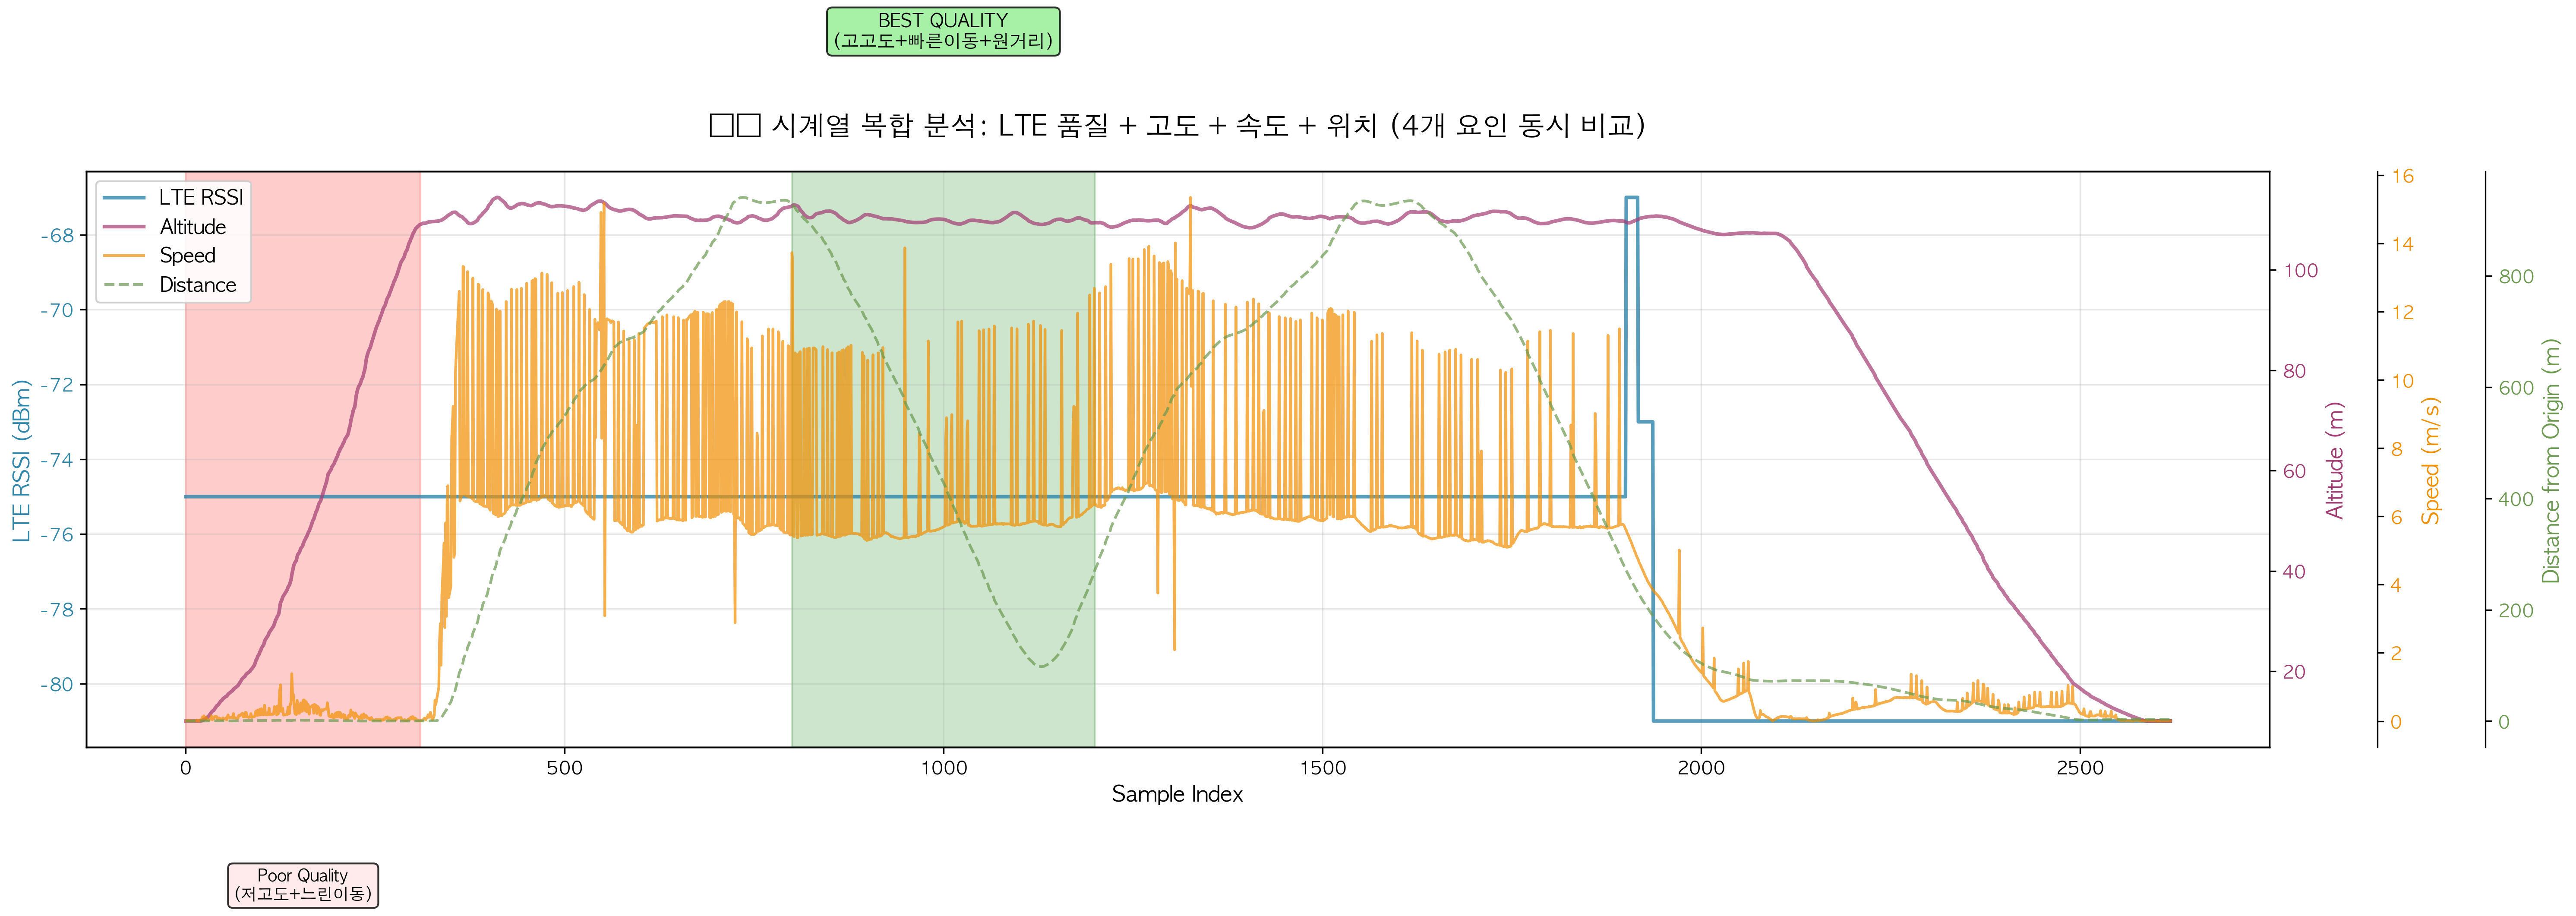 BEST QUALITY
(고고도+빠른이동+원거리)
□□ 시계열 복합 분석: LTE 품질 + 고도 + 속도 + 위치 (4개 요인 동시 비교)
LTE RSSI
Altitude
Speed
Distance
LTE RSSI (dBm)
-68
-70
-72
-74
-76
-78
-80
0
500
1000
1500
2000
2500
Sample Index
100
80
60
40
20
Altitude (m)
16
14
12
10
8
6
4
2
0
Speed (m/s)
800
600
400
200
0
Distance from Origin (m)
Poor Quality
(저고도+느린이동)